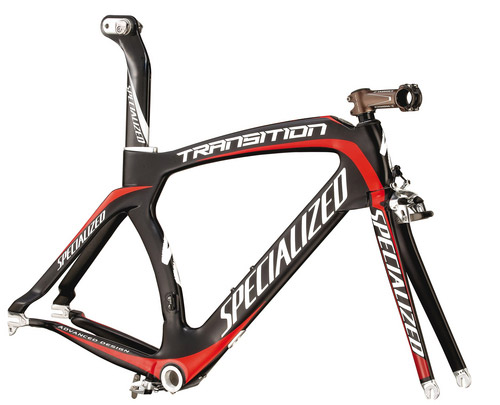 SPECIALIZED
TRANSITION
SPECIALIZED
SPECIALIZED
SPECIALIZED
ADVANCED DESIGN